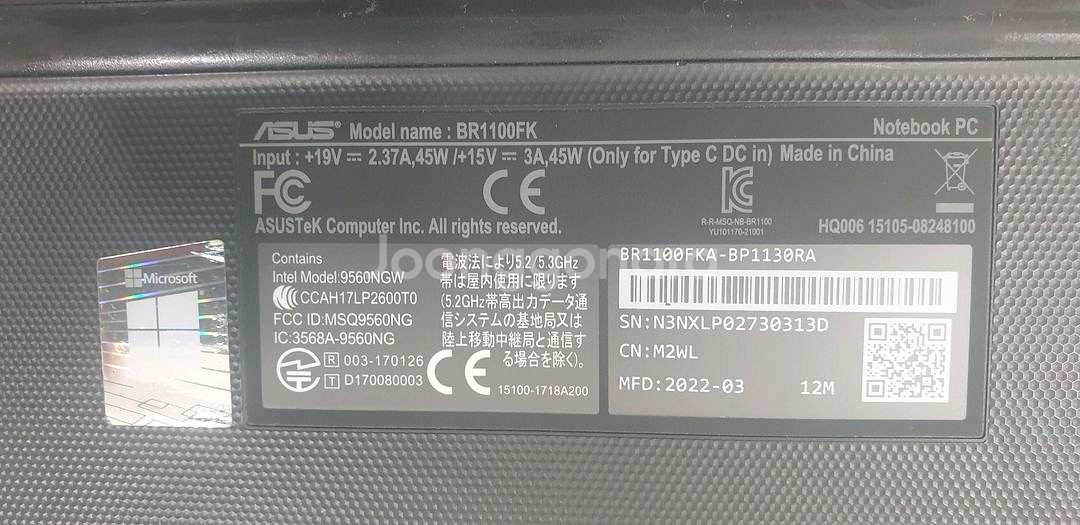 ASUS® Model name : BR1100FK
Notebook PC
Input : +19V ⎓ 2.37A,45W /+15V ⎓ 3A,45W (Only for Type C DC in) Made in China
FC
CE
R-R-MSQ-NB-BR1100
YU101170-21001
ASUSTeK Computer Inc. All rights reserved.
HQ006 15105-08248100
Microsoft
Contains
Intel Model:9560NGW
CCAH17LP2600T0
FCC ID:MSQ9560NG
IC:3568A-9560NG
R 003-170126
T D170080003
電波法により5.2/5.3GHz
帯は屋内使用に限ります
(5.2GHz帯高出力データ通
信システムの基地局又は
陸上移動中継局と通信す
る場合を除く)。
CE
15100-1718A200
BR1100FKA-BP1130RA
SN:N3NXLP02730313D
CN:M2WL
MFD:2022-03 12M
Joonggonara